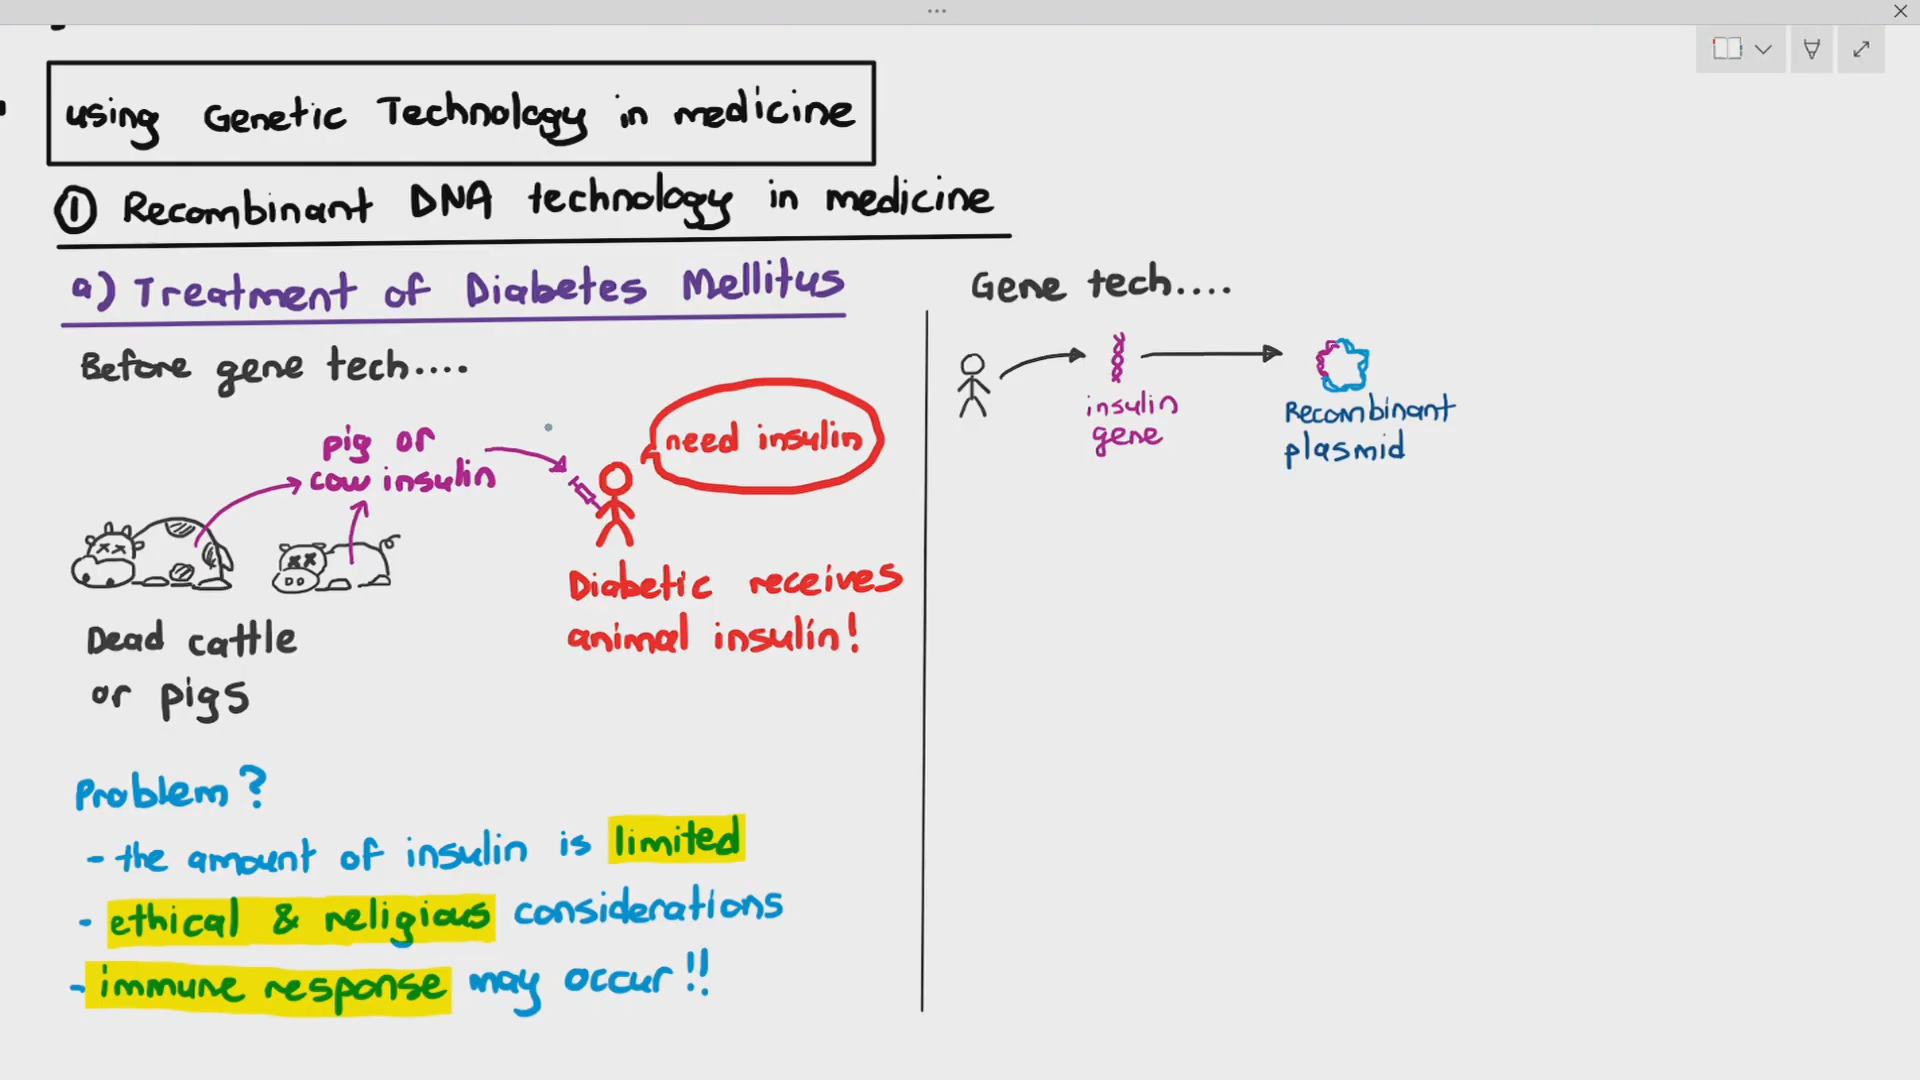 using Genetic Technology in medicine
① Recombinant DNA technology in medicine
a) Treatment of Diabetes Mellitus
Before gene tech....
pig or
cow insulin
need insulin
Diabetic receives
animal insulin!
Dead cattle
or pigs
Problem?
- the amount of insulin is limited
- ethical & religious considerations
- immune response may occur!!
Gene tech....
insulin
gene
Recombinant
plasmid